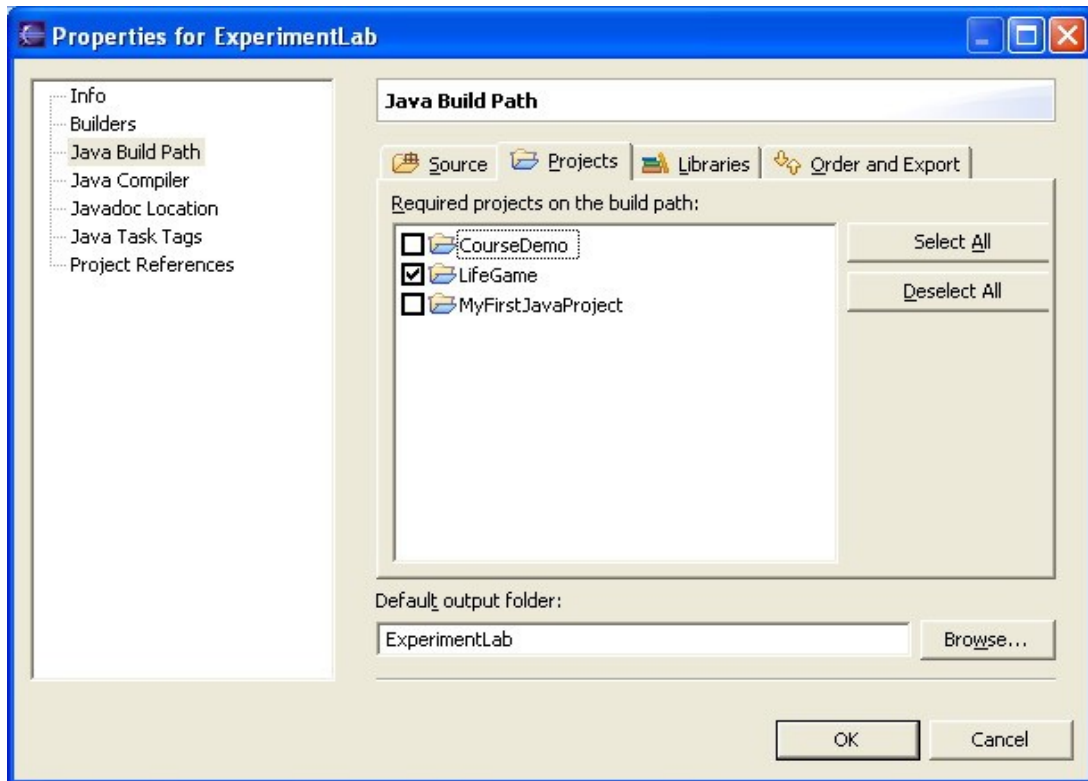 Properties for ExperimentLab
Info
Builders
Java Build Path
Java Compiler
Javadoc Location
Java Task Tags
Project References
Java Build Path
Source
Projects
Libraries
Order and Export
Required projects on the build path:
CourseDemo
LifeGame
MyFirstJavaProject
Select All
Deselect All
Default output folder:
ExperimentLab
Browse...
OK
Cancel